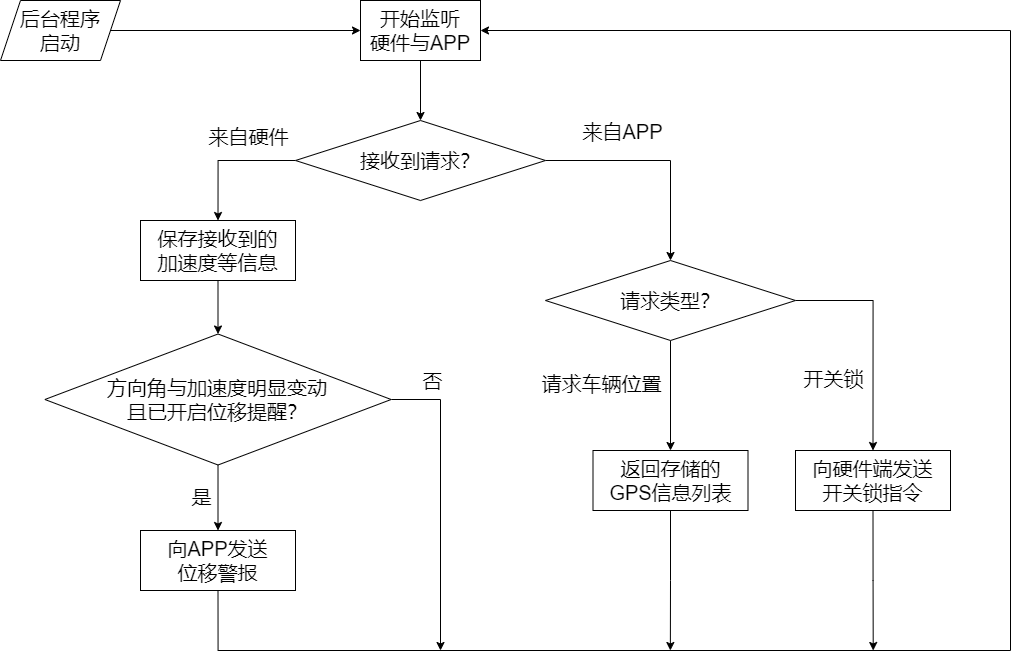 后台程序
启动
开始监听
硬件与APP
来自硬件
来自APP
接收到请求？
保存接收到的
加速度等信息
请求类型？
方向角与加速度明显变动
且已开启位移提醒？
否
请求车辆位置
开关锁
是
返回存储的
GPS信息列表
向硬件端发送
开关锁指令
向APP发送
位移警报